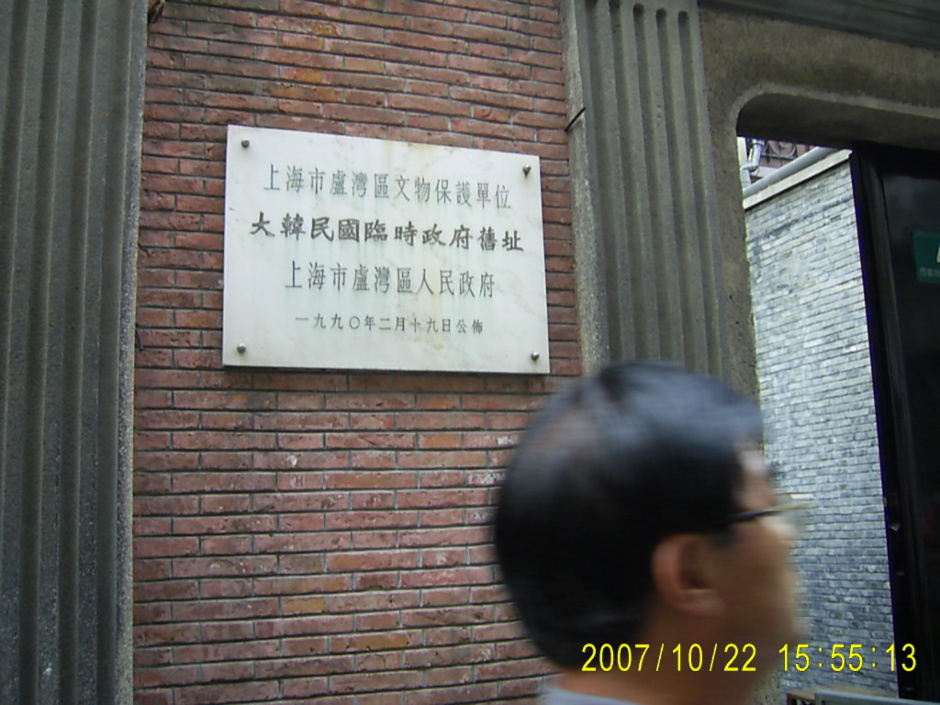 上海市盧灣區文物保護單位
大韓民國臨時政府舊址
上海市盧灣區人民政府
一九九〇年二月十九日公佈
2007/10/22 15:55:13